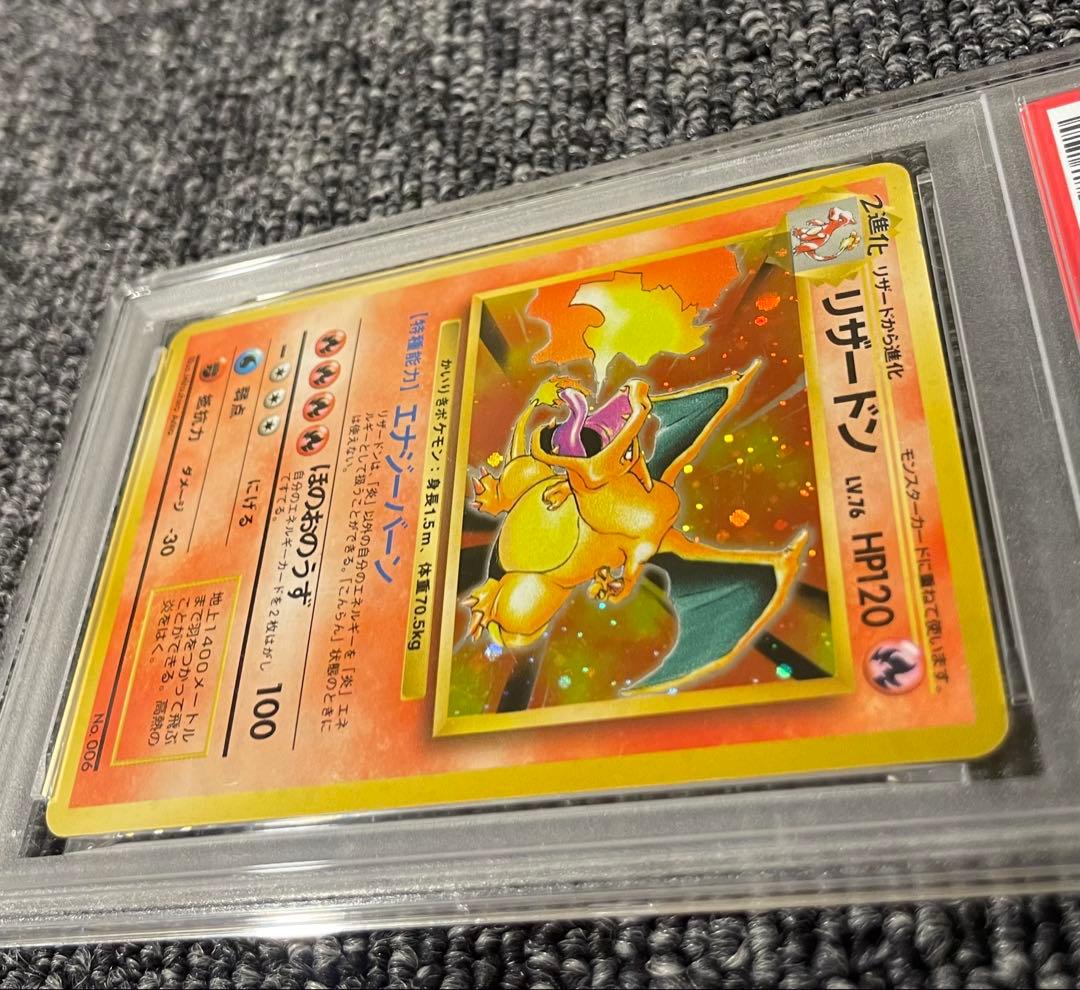 モンスターカードに重ねて使います。
2進化 リザードから進化
リザードン LV.76 HP120
かいりきポケモン：身長1.5m、体重70.5kg
【特種能力】エナジーバーン
リザードンは、「炎」以外の自分のエネルギーを「炎」エネ
ルギーとして扱うことができる。「こんらん」状態のときに
は使えない。
ほのおのうず 100
自分のエネルギーカードを2枚はがし
てすてる。
にげる
弱点
抵抗力 ダメージ -30
地上1400メートル
まで羽をつかって飛ぶ
ことができる。高熱の
炎をはく。
No.006